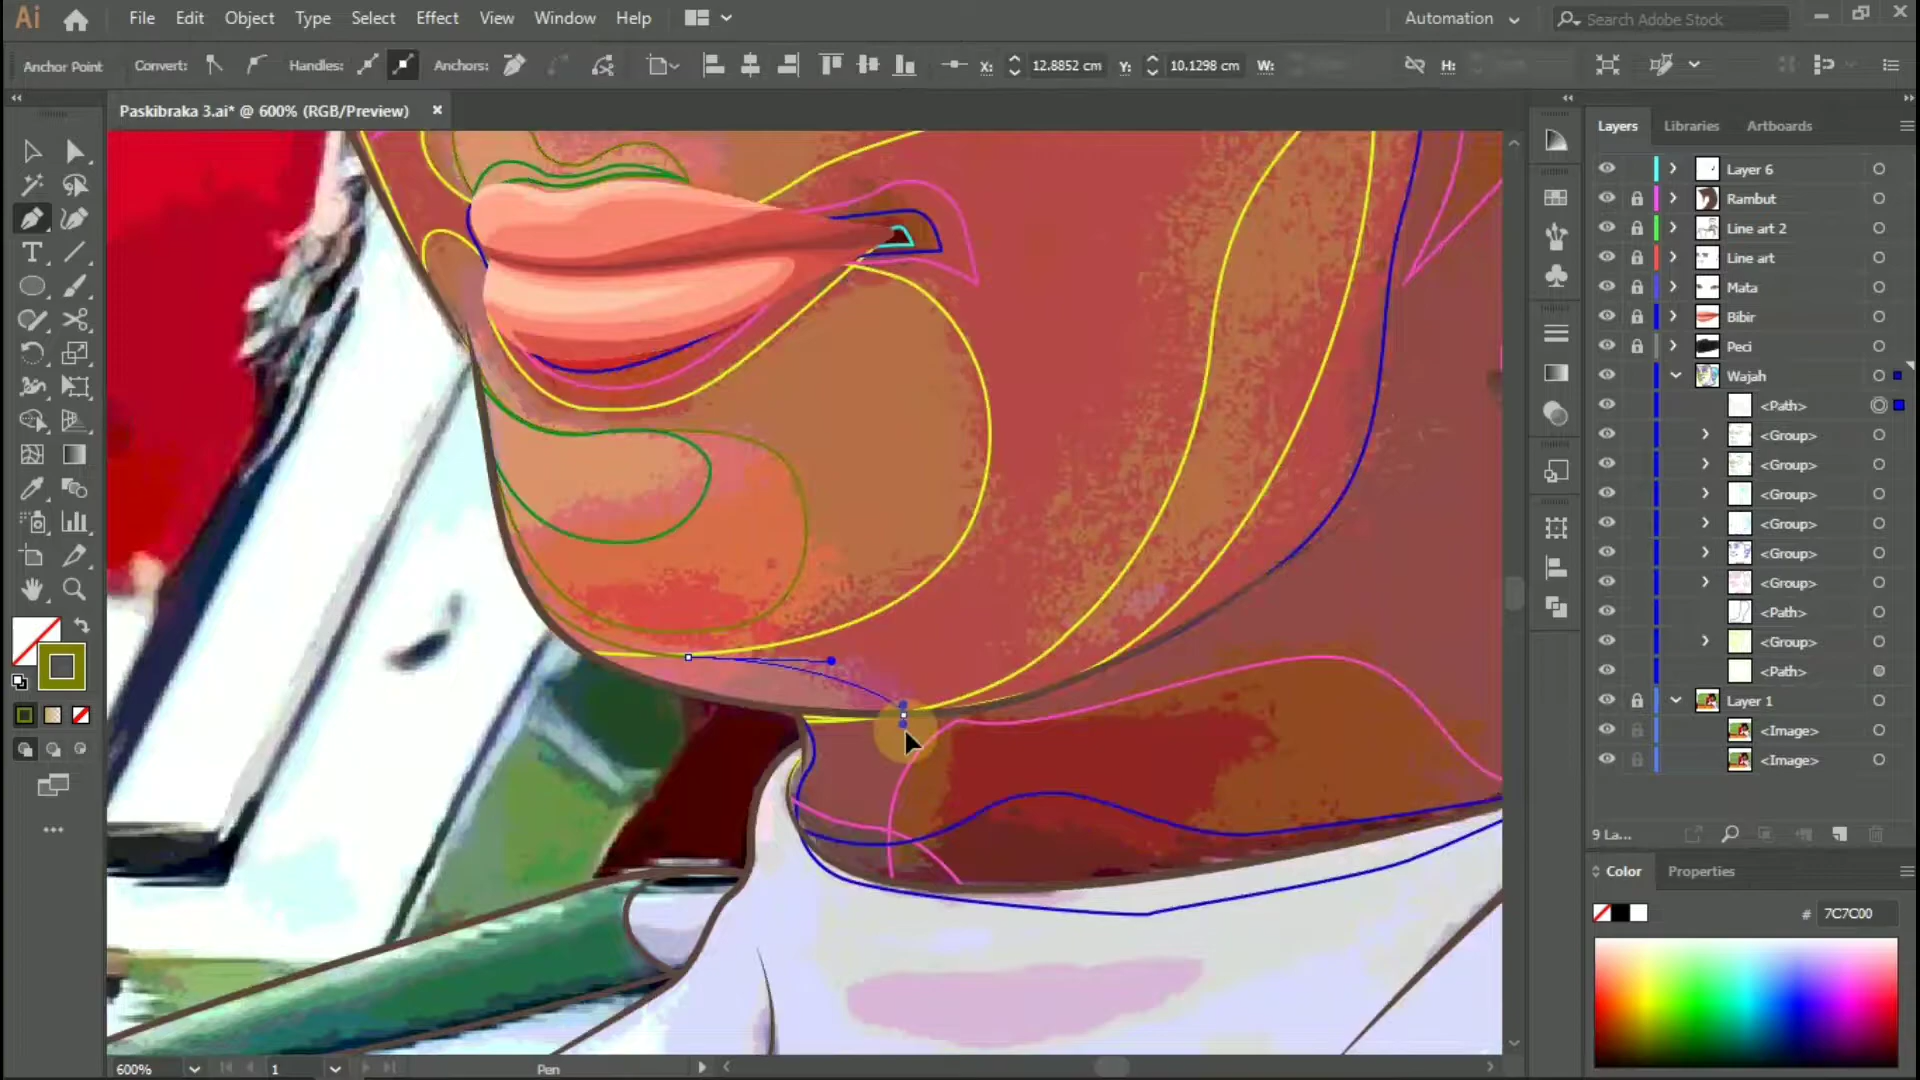 Ai File Edit Object Type Select Effect View Window Help Automation Search Adobe Stock
Anchor Point Convert: Handles: Anchors: X: 12.8852 cm Y: 10.1298 cm W: H:
Paskibraka 3.ai* @ 600% (RGB/Preview)
Layers Libraries Artboards
Layer 6
Rambut
Line art 2
Line art
Mata
Bibir
Peci
Wajah
<Path>
<Group>
<Group>
<Group>
<Group>
<Group>
<Group>
<Path>
<Group>
<Path>
Layer 1
<Image>
<Image>
9 La...
Color Properties
# 7C7C00
600% 1 Pen